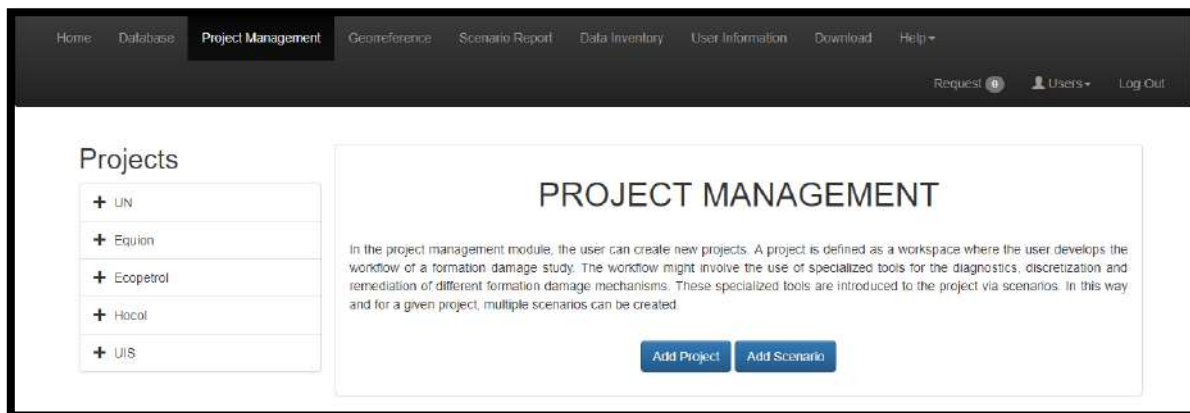 Home Database Project Management Georreference Scenario Report Data Inventory User Information Download Help
Request 0 Users Log Out
Projects
UN
Equion
Ecopetrol
Hocol
UIS
PROJECT MANAGEMENT
In the project management module, the user can create new projects. A project is defined as a workspace where the user develops the
workflow of a formation damage study. The workflow might involve the use of specialized tools for the diagnostics, discretization and
remediation of different formation damage mechanisms. These specialized tools are introduced to the project via scenarios. In this way
and for a given project, multiple scenarios can be created.
Add Project Add Scenario